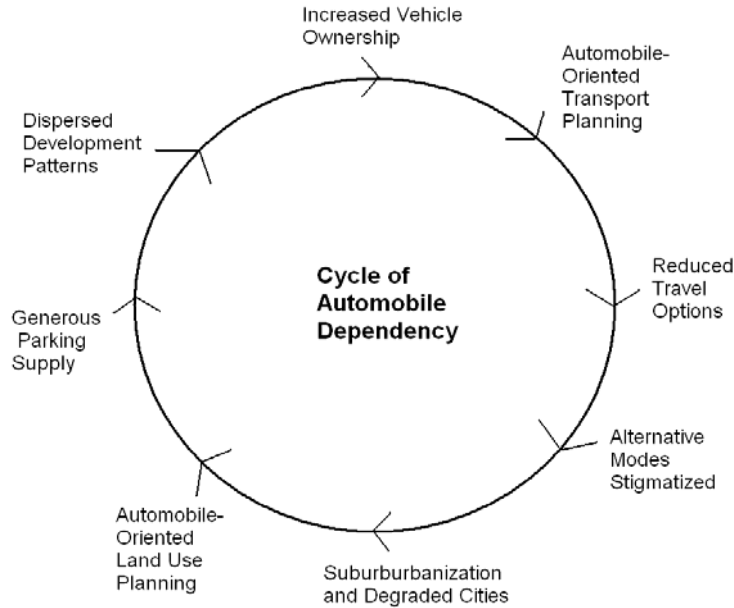 Increased Vehicle
Ownership
Automobile-
Oriented
Transport
Planning
Reduced
Travel
Options
Alternative
Modes
Stigmatized
Suburburbanization
and Degraded Cities
Automobile-
Oriented
Land Use
Planning
Generous
Parking
Supply
Dispersed
Development
Patterns
Cycle of
Automobile
Dependency